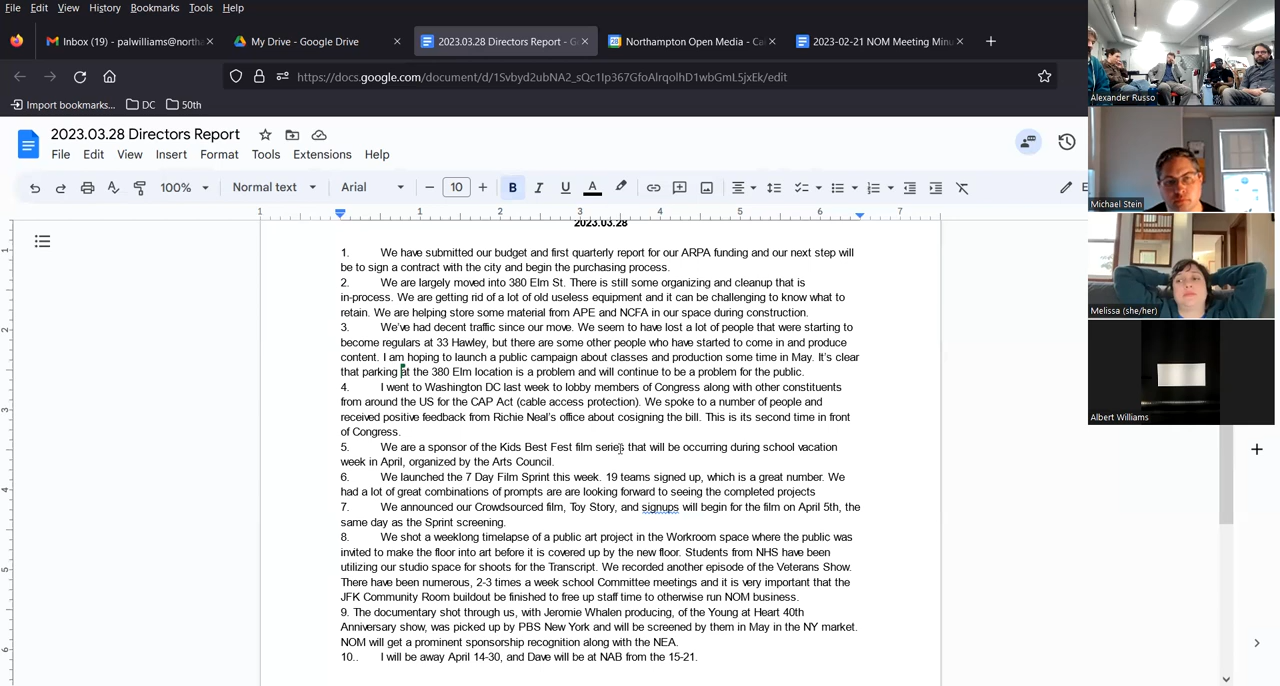 File Edit View History Bookmarks Tools Help
Inbox (19) - palwilliams@north
My Drive - Google Drive
2023.03.28 Directors Report - G
Northampton Open Media - Ca
2023-02-21 NOM Meeting Minu
https://docs.google.com/document/d/1Svbyd2ubNA2_sQc1Ip367GfoAlrqolhD1wbGmL5jxEk/edit
Import bookmarks... DC 50th
2023.03.28 Directors Report
File Edit View Insert Format Tools Extensions Help
100% Normal text Arial 10 B I U A E
1 1 2 3 4 5 6 7
2023.03.28
1. We have submitted our budget and first quarterly report for our ARPA funding and our next step will
be to sign a contract with the city and begin the purchasing process.
2. We are largely moved into 380 Elm St. There is still some organizing and cleanup that is
in-process. We are getting rid of a lot of old useless equipment and it can be challenging to know what to
retain. We are helping store some material from APE and NCFA in our space during construction.
3. We've had decent traffic since our move. We seem to have lost a lot of people that were starting to
become regulars at 33 Hawley, but there are some other people who have started to come in and produce
content. I am hoping to launch a public campaign about classes and production some time in May. It's clear
that parking at the 380 Elm location is a problem and will continue to be a problem for the public.
4. I went to Washington DC last week to lobby members of Congress along with other constituents
from around the US for the CAP Act (cable access protection). We spoke to a number of people and
received positive feedback from Richie Neal's office about cosigning the bill. This is its second time in front
of Congress.
5. We are a sponsor of the Kids Best Fest film series that will be occurring during school vacation
week in April, organized by the Arts Council.
6. We launched the 7 Day Film Sprint this week. 19 teams signed up, which is a great number. We
had a lot of great combinations of prompts are are looking forward to seeing the completed projects
7. We announced our Crowdsourced film, Toy Story, and signups will begin for the film on April 5th, the
same day as the Sprint screening.
8. We shot a weeklong timelapse of a public art project in the Workroom space where the public was
invited to make the floor into art before it is covered up by the new floor. Students from NHS have been
utilizing our studio space for shoots for the Transcript. We recorded another episode of the Veterans Show.
There have been numerous, 2-3 times a week school Committee meetings and it is very important that the
JFK Community Room buildout be finished to free up staff time to otherwise run NOM business.
9. The documentary shot through us, with Jeromie Whalen producing, of the Young at Heart 40th
Anniversary show, was picked up by PBS New York and will be screened by them in May in the NY market.
NOM will get a prominent sponsorship recognition along with the NEA.
10.. I will be away April 14-30, and Dave will be at NAB from the 15-21.
Alexander Russo
Michael Stein
Melissa (she/her)
Albert Williams